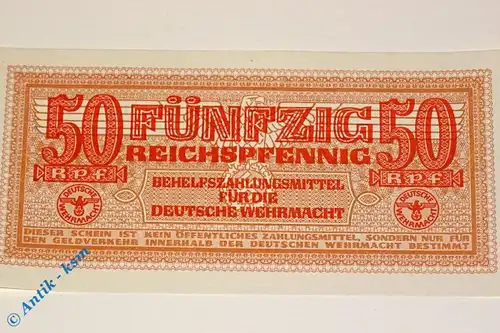 50 FÜNFZIG 50
REICHSPFENNIG
RPf. RPf.
BEHELFSZAHLUNGSMITTEL
FÜR DIE
DEUTSCHE WEHRMACHT
DEUTSCHE WEHRMACHT
DEUTSCHE WEHRMACHT
DIESER SCHEIN IST KEIN ÖFFENTLICHES ZAHLUNGSMITTEL, SONDERN NUR FÜR
DEN GELDVERKEHR INNERHALB DER DEUTSCHEN WEHRMACHT BESTIMMT
© Antik - ksm